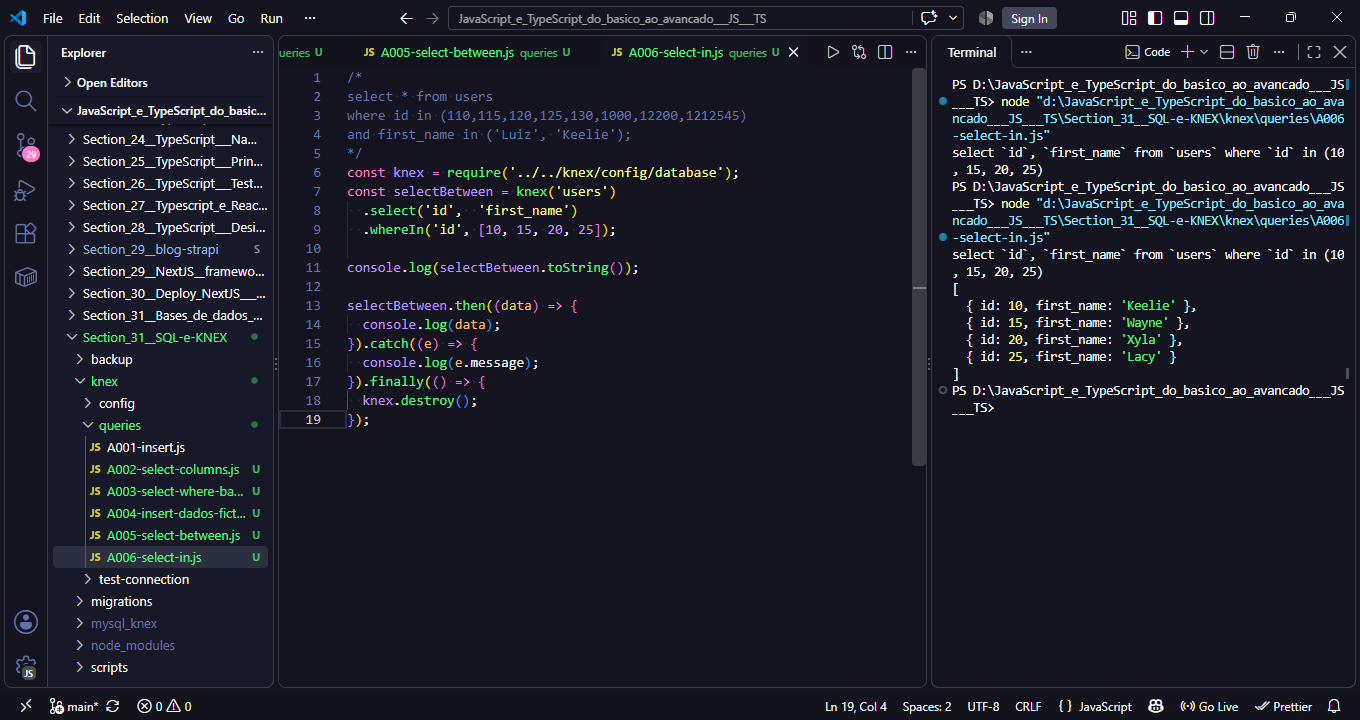 File Edit Selection View Go Run ···
JavaScript_e_TypeScript_do_basico_ao_avancado___JS___TS
Sign In
Explorer
Open Editors
JavaScript_e_TypeScript_do_basic...
Section_24__TypeScript___Na...
Section_25__TypeScript___Prin...
Section_26__TypeScript___Test...
Section_27__Typescript_e_Reac...
Section_28__TypeScript___Desi...
Section_29__blog-strapi S
Section_29__NextJS__framewo...
Section_30__Deploy_NextJS___...
Section_31__Bases_de_dados_...
Section_31__SQL-e-KNEX
backup
knex
config
queries
JS A001-insert.js
JS A002-select-columns.js U
JS A003-select-where-ba... U
JS A004-insert-dados-fict... U
JS A005-select-between.js U
JS A006-select-in.js U
test-connection
migrations
mysql_knex
node_modules
scripts
29
JS
ueries U
JS A005-select-between.js queries U
JS A006-select-in.js queries U
1 /*
2 select * from users
3 where id in (110,115,120,125,130,1000,12200,1212545)
4 and first_name in ('Luiz', 'Keelie');
5 */
6 const knex = require('../../knex/config/database');
7 const selectBetween = knex('users')
8 .select('id', 'first_name')
9 .whereIn('id', [10, 15, 20, 25]);
10
11 console.log(selectBetween.toString());
12
13 selectBetween.then((data) => {
14 console.log(data);
15 }).catch((e) => {
16 console.log(e.message);
17 }).finally(() => {
18 knex.destroy();
19 });
Terminal ···
Code
PS D:\JavaScript_e_TypeScript_do_basico_ao_avancado___JS
___TS> node "d:\JavaScript_e_TypeScript_do_basico_ao_ava
ncado___JS___TS\Section_31__SQL-e-KNEX\knex\queries\A006
-select-in.js"
select `id`, `first_name` from `users` where `id` in (10
, 15, 20, 25)
PS D:\JavaScript_e_TypeScript_do_basico_ao_avancado___JS
___TS> node "d:\JavaScript_e_TypeScript_do_basico_ao_ava
ncado___JS___TS\Section_31__SQL-e-KNEX\knex\queries\A006
-select-in.js"
select `id`, `first_name` from `users` where `id` in (10
, 15, 20, 25)
[
{ id: 10, first_name: 'Keelie' },
{ id: 15, first_name: 'Wayne' },
{ id: 20, first_name: 'Xyla' },
{ id: 25, first_name: 'Lacy' }
]
PS D:\JavaScript_e_TypeScript_do_basico_ao_avancado___JS
___TS>
main* 0 0
Ln 19, Col 4 Spaces: 2 UTF-8 CRLF { } JavaScript Go Live Prettier